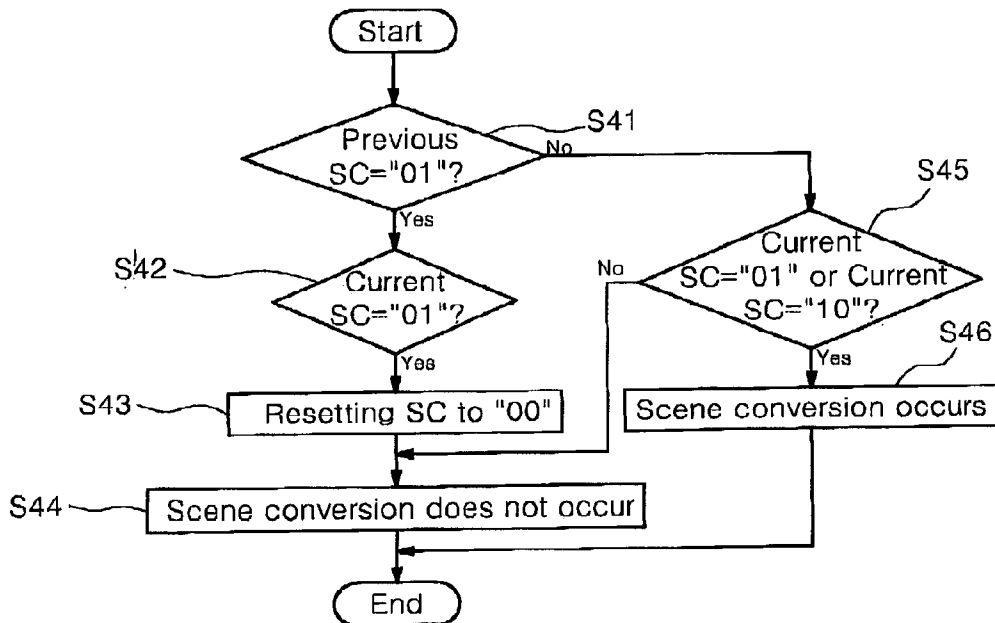 Start
Previous
SC="01"?
S41
No
Yes
S42
Current
SC="01"?
Yes
S45
Current
SC="01" or Current
SC="10"?
No
Yes
S43
Resetting SC to "00"
S46
Scene conversion occurs
S44
Scene conversion does not occur
End